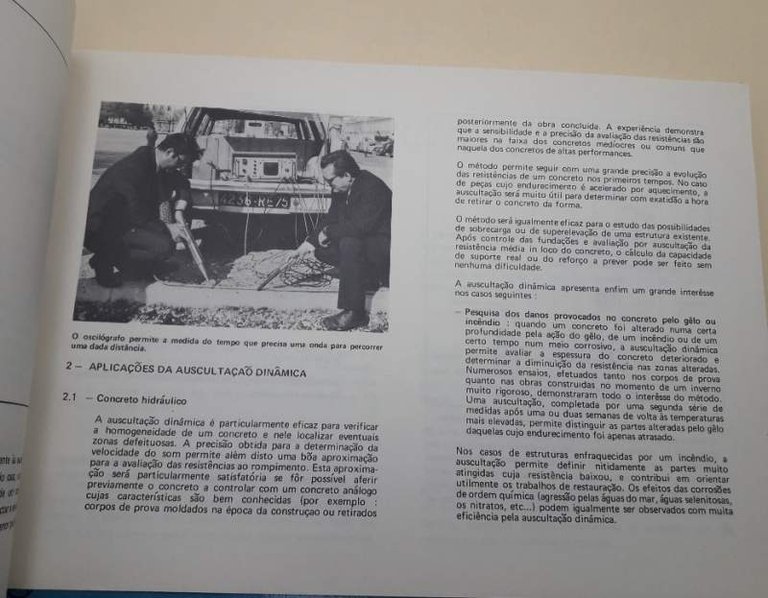 4236-RE75
O oscilógrafo permite a medida do tempo que precisa uma onda para percorrer
uma dada distância.
2 – APLICAÇÕES DA AUSCULTAÇAÕ DINÂMICA
2.1 – Concreto hidráulico
A auscultação dinâmica é particularmente eficaz para verificar
a homogeneidade de um concreto e nele localizar eventuais
zonas defeituosas. A precisão obtida para a determinação da
velocidade do som permite além disto uma bôa aproximação
para a avaliação das resistências ao rompimento. Esta aproxima-
ção será particularmente satisfatória se fôr possível aferir
previamente o concreto a controlar com um concreto análogo
cujas características são bem conhecidas (por exemplo :
corpos de prova moldados na época da construçao ou retirados
posteriormente da obra concluida. A experiência demonstra
que a sensibilidade e a precisão da avaliação das resistências são
maiores na faixa dos concretos mediocres ou comuns que
naquela dos concretos de altas performances.
O método permite seguir com uma grande precisão a evolução
das resistências de um concreto nos primeiros tempos. No caso
de peças cujo endurecimento é acelerado por aquecimento, a
auscultação será muito útil para determinar com exatidão a hora
de retirar o concreto da forma.
O método será igualmente eficaz para o estudo das possibilidades
de sobrecarga ou de superelevação de uma estrutura existente.
Após controle das fundações e avaliação por auscultação da
resistência média in loco do concreto, o cálculo da capacidade
de suporte real ou do reforço a prever pode ser feito sem
nenhuma dificuldade.
A auscultação dinâmica apresenta enfim um grande interêsse
nos casos seguintes :
– Pesquisa dos danos provocados no concreto pelo gêlo ou
incêndio : quando um concreto foi alterado numa certa
profundidade pela ação do gêlo, de um incêndio ou de um
certo tempo num meio corrosivo, a auscultação dinâmica
permite avaliar a espessura do concreto deteriorado e
determinar a diminuição da resistência nas zonas alteradas.
Numerosos ensaios, efetuados tanto nos corpos de prova
quanto nas obras construidas no momento de um inverno
muito rigoroso, demonstraram todo o interêsse do método.
Uma auscultação, completada por uma segunda série de
medidas após uma ou duas semanas de volta às temperaturas
mais elevadas, permite distinguir as partes alteradas pelo gêlo
daquelas cujo endurecimento foi apenas atrasado.
Nos casos de estruturas enfraquecidas por um incêndio, a
auscultação permite definir nitidamente as partes muito
atingidas cuja resistência baixou, e contribui em orientar
utilmente os trabalhos de restauração. Os efeitos das corrosões
de ordem química (agressão pelas águas do mar, águas selenitosas,
os nitratos, etc...) podem igualmente ser observados com muita
eficiência pela auscultação dinâmica.